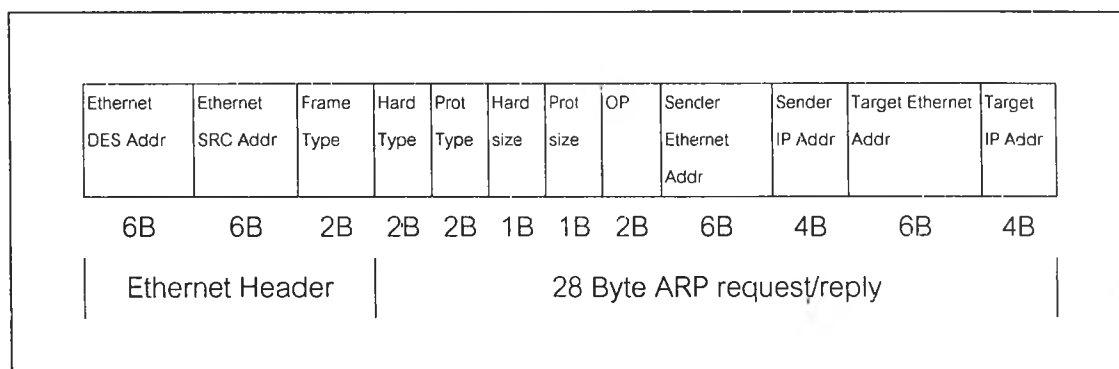 Ethernet DES Addr
Ethernet SRC Addr
Frame Type
Hard Type
Prot Type
Hard size
Prot size
OP
Sender Ethernet Addr
Sender IP Addr
Target Ethernet Addr
Target IP Addr
6B 6B 2B 2B 2B 1B 1B 2B 6B 4B 6B 4B
Ethernet Header 28 Byte ARP request/reply